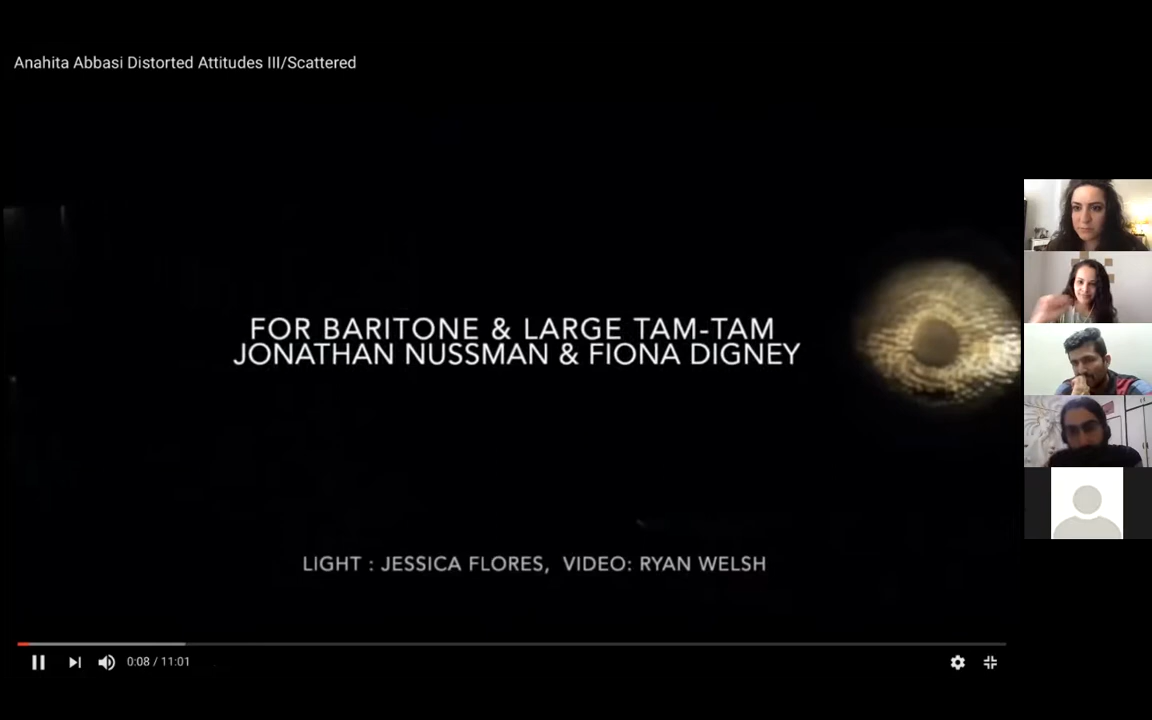 Anahita Abbasi Distorted Attitudes III/Scattered
FOR BARITONE & LARGE TAM-TAM
JONATHAN NUSSMAN & FIONA DIGNEY
LIGHT : JESSICA FLORES, VIDEO: RYAN WELSH
0:08 / 11:01